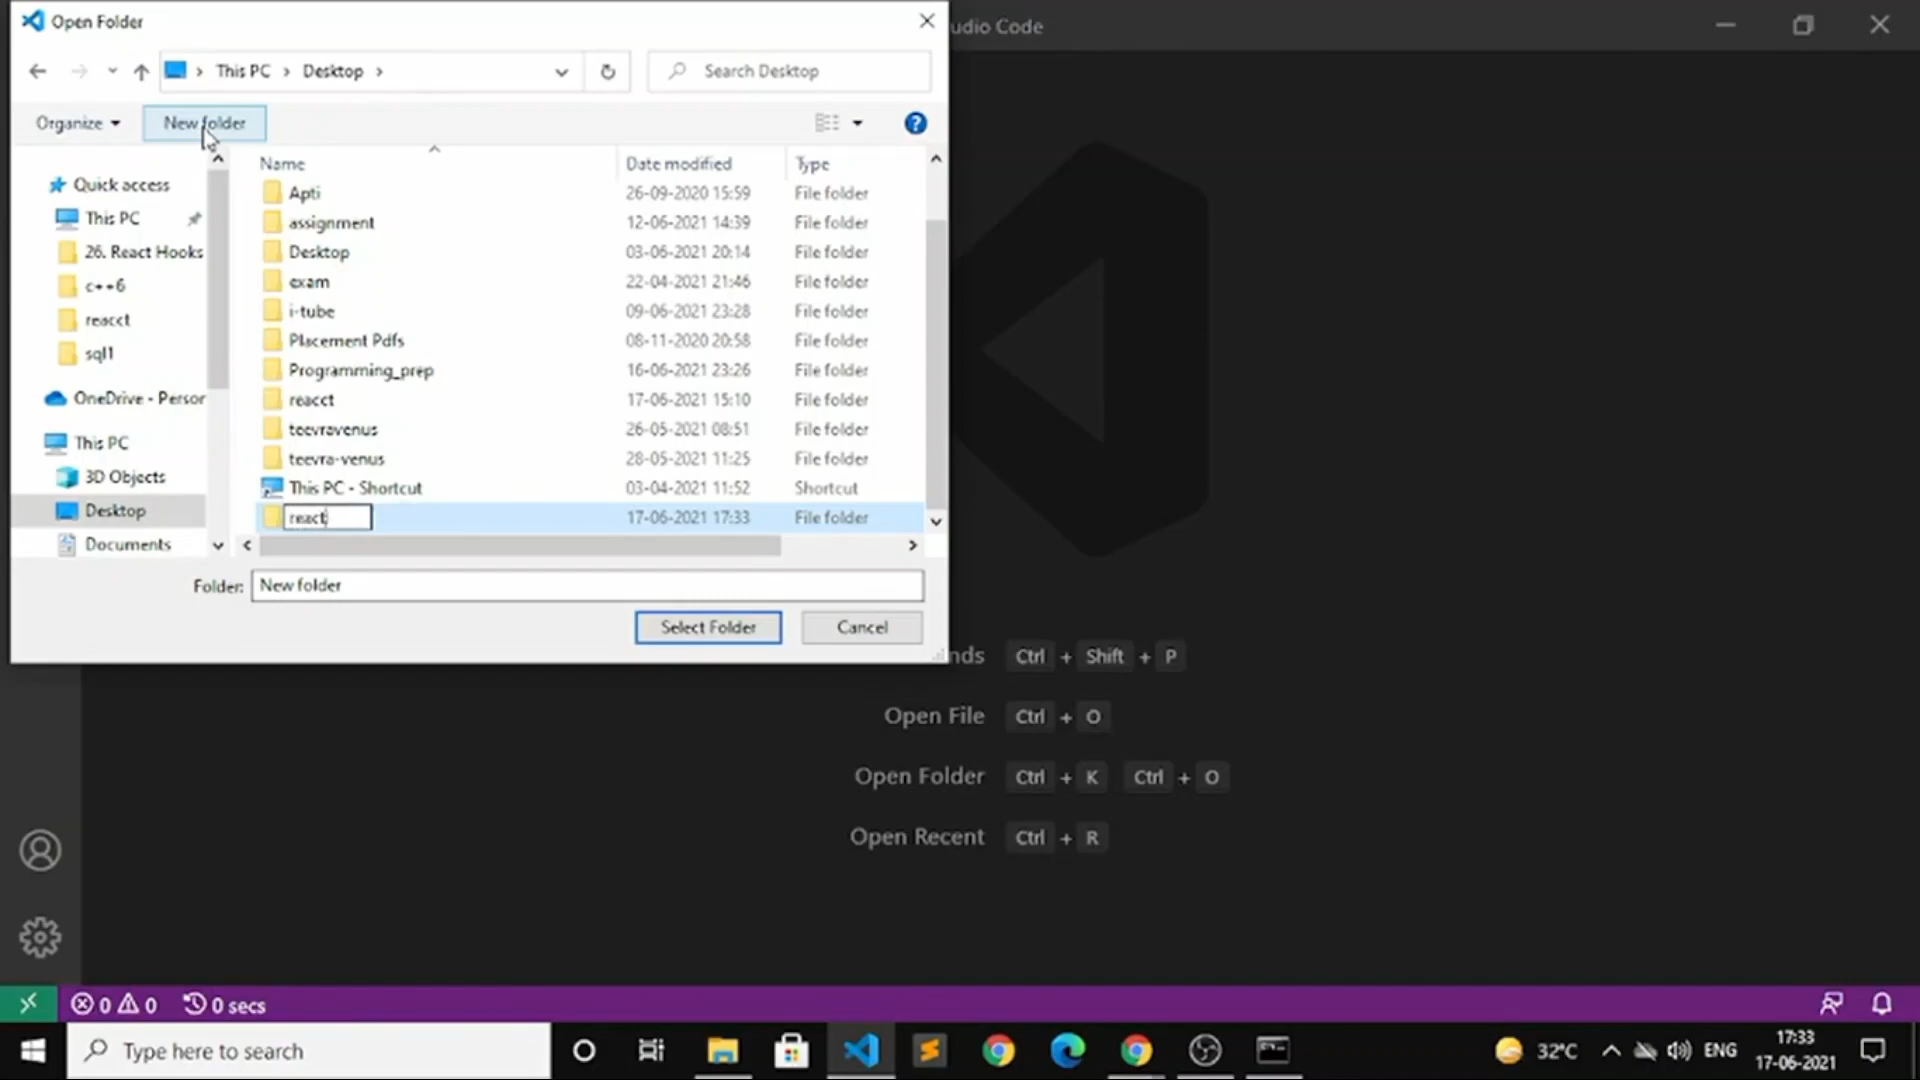 Open Folder
udio Code
This PC > Desktop >
Search Desktop
Organize
New folder
Name
Date modified
Type
Quick access
This PC
26. React Hooks
c++6
reacct
sql1
OneDrive - Person
This PC
3D Objects
Desktop
Documents
Apti 26-09-2020 15:59 File folder
assignment 12-06-2021 14:39 File folder
Desktop 03-06-2021 20:14 File folder
exam 22-04-2021 21:46 File folder
i-tube 09-06-2021 23:28 File folder
Placement Pdfs 08-11-2020 20:58 File folder
Programming_prep 16-06-2021 23:26 File folder
reacct 17-06-2021 15:10 File folder
teevravenus 26-05-2021 08:51 File folder
teevra-venus 28-05-2021 11:25 File folder
This PC - Shortcut 03-04-2021 11:52 Shortcut
react 17-06-2021 17:33 File folder
Folder: New folder
Select Folder
Cancel
nds Ctrl + Shift + P
Open File Ctrl + O
Open Folder Ctrl + K Ctrl + O
Open Recent Ctrl + R
0 0 0 secs
Type here to search
32°C
ENG
17:33
17-06-2021